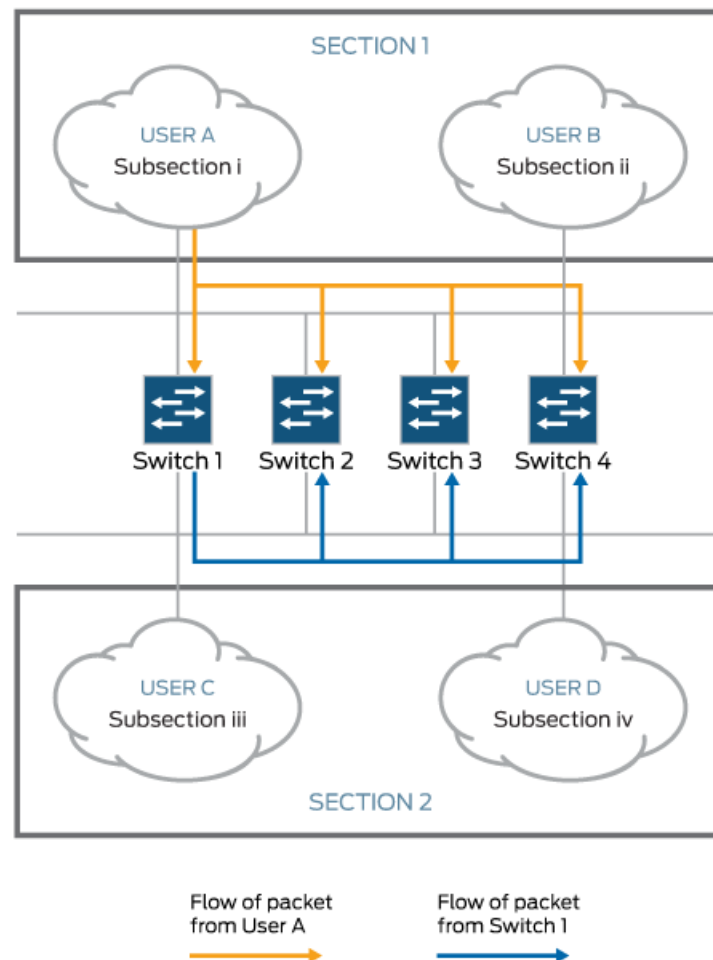 SECTION 1
USER A
Subsection i
USER B
Subsection ii
Switch 1
Switch 2
Switch 3
Switch 4
USER C
Subsection iii
USER D
Subsection iv
SECTION 2
Flow of packet
from User A
Flow of packet
from Switch 1